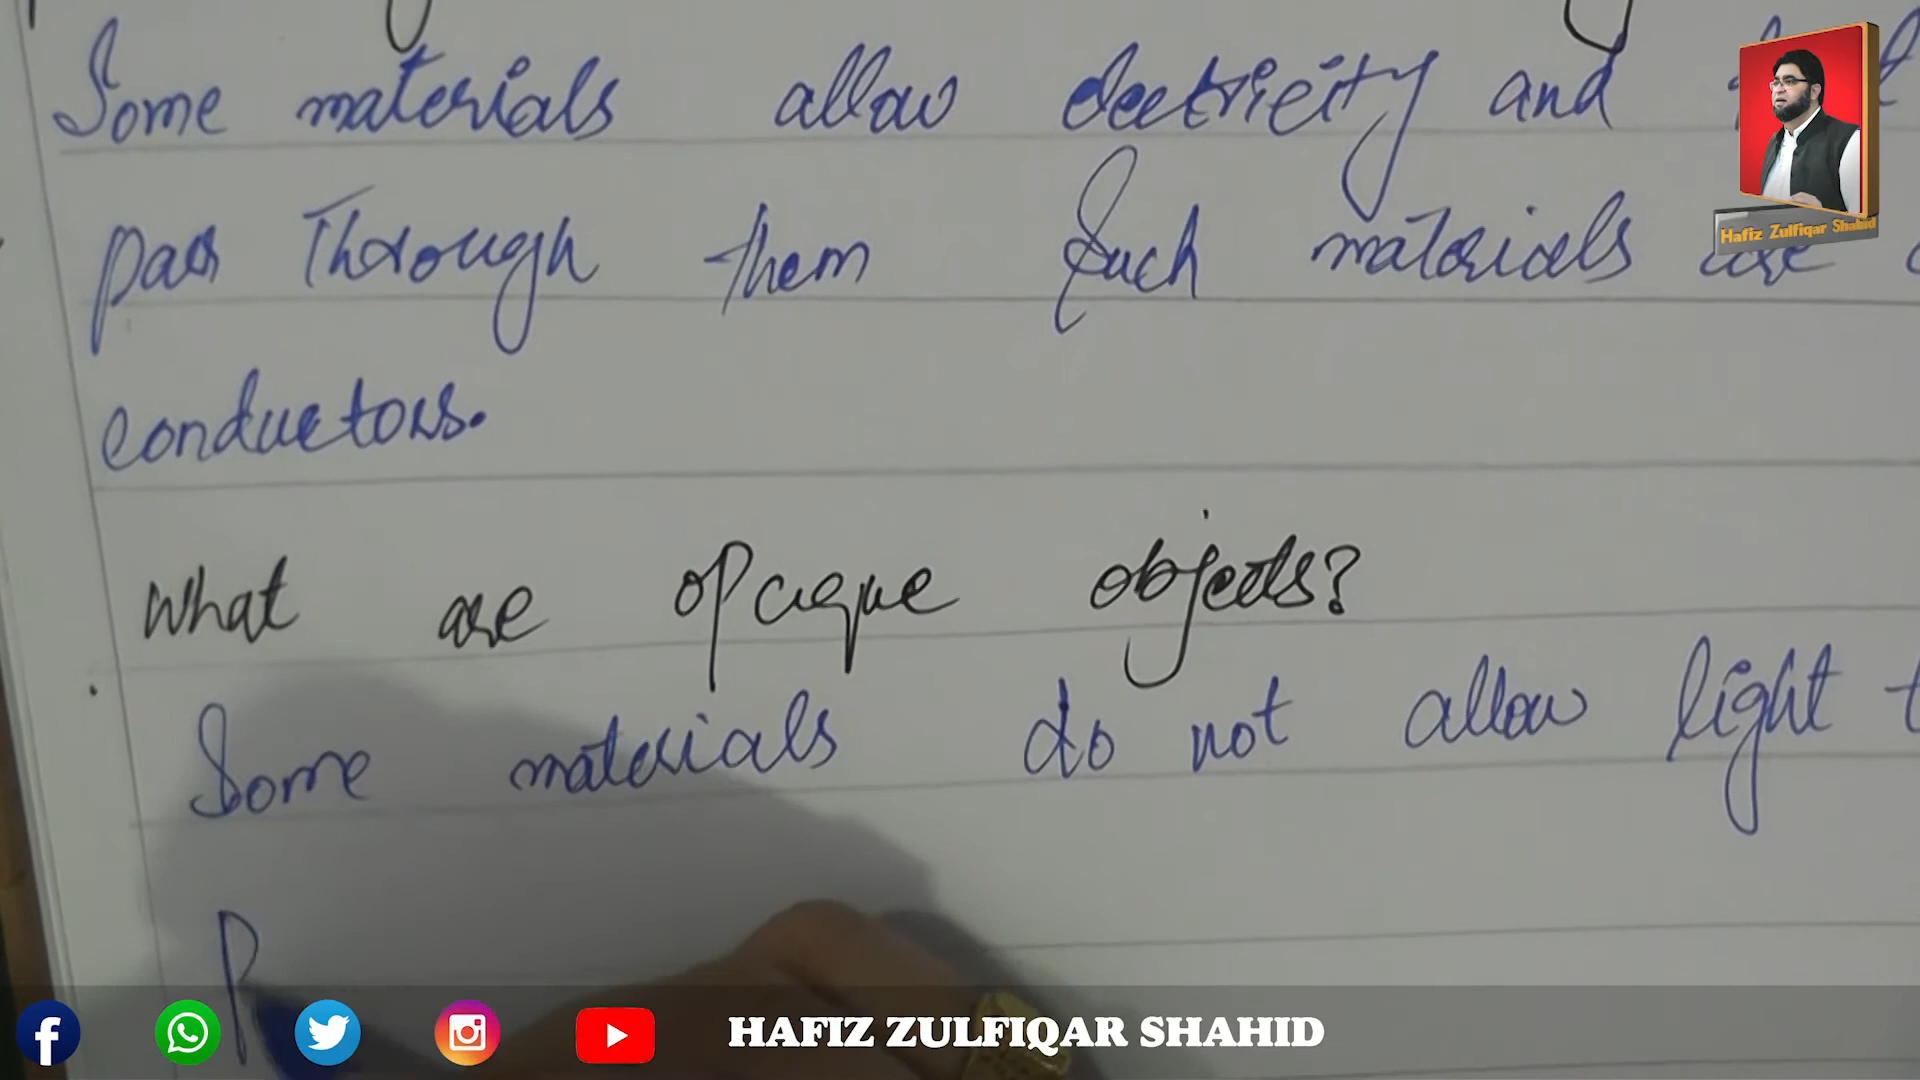 Some materials allow electricity and
pass Through them Such materials are
conductors.
What are opaque objects?
Some materials do not allow light t
P
Hafiz Zulfiqar Shahid
HAFIZ ZULFIQAR SHAHID